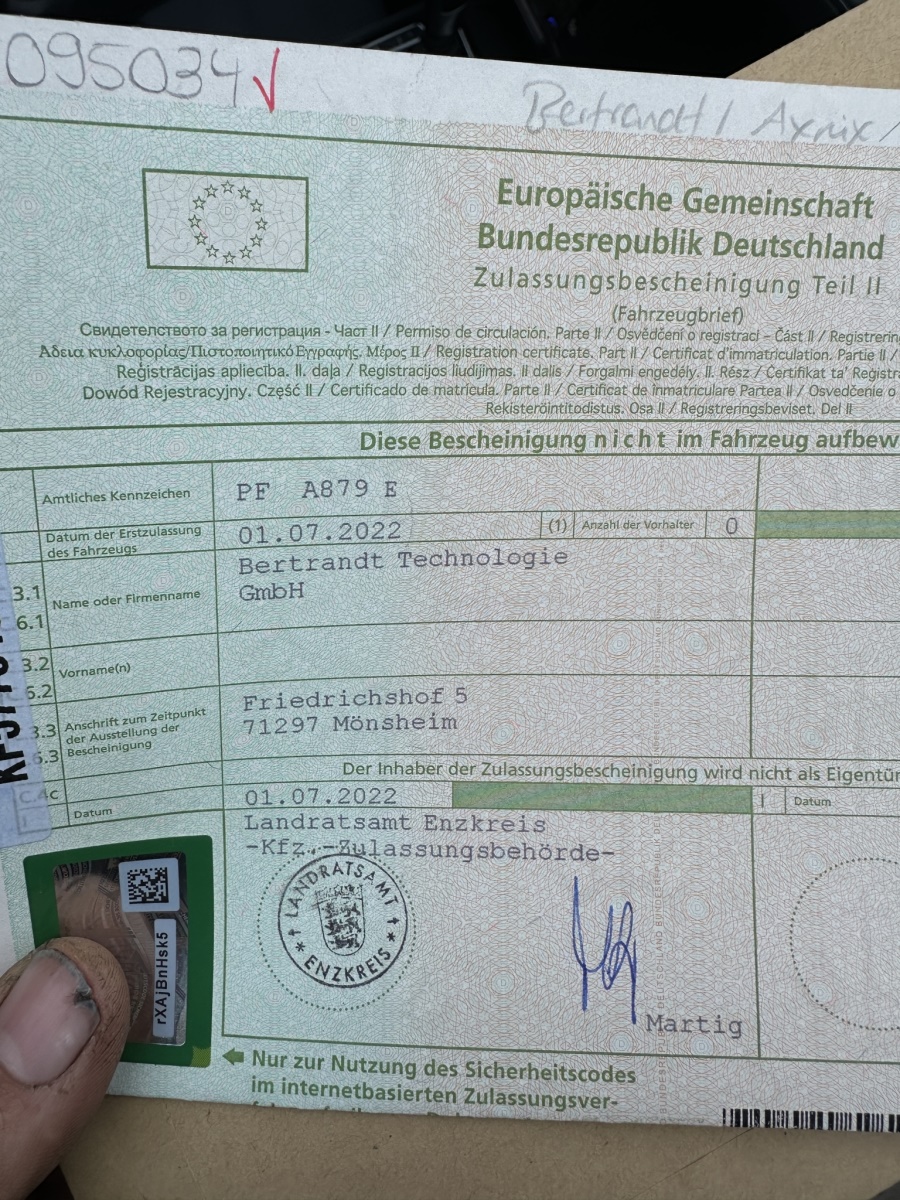 095034 ✓
Bertrandt / Axnix /
Europäische Gemeinschaft
Bundesrepublik Deutschland
Zulassungsbescheinigung Teil II
(Fahrzeugbrief)
Свидетелството за регистрация - Част II / Permiso de circulación. Parte II / Osvědčení o registraci – Část II /
Άδεια κυκλοφορίας/Πιστοποιητικό Εγγραφής. Μέρος II / Registration certificate. Part II / Certificat d'immatriculation. Partie II /
Reģistrācijas apliecība. II. daļa / Registracijos liudijimas. II dalis / Forgalmi engedély. II. Rész / Ċertifikat ta'
Dowód Rejestracyjny. Część II / Certificado de matrícula. Parte II / Certificat de înmatriculare Partea II / Osvedčenie o
Rekisteröintitodistus. Osa II / Registreringsbeviset. Del II
Diese Bescheinigung nicht im Fahrzeug
Amtliches Kennzeichen PF A879 E
Datum der Erstzulassung des Fahrzeugs 01.07.2022 (1) Anzahl der Vorhalter 0
3.1 6.1 Name oder Firmenname Bertrandt Technologie
GmbH
3.2 6.2 Vorname(n)
3.3 6.3 Anschrift zum Zeitpunkt der Ausstellung der Bescheinigung Friedrichshof 5
71297 Mönsheim
Der Inhaber der Zulassungsbescheinigung wird nicht als
C.4c
I Datum 01.07.2022 I Datum
Landratsamt Enzkreis
-Kfz.-Zulassungsbehörde-
LANDRATSAMT
ENZKREIS
rXAjBnHsk5
Martig
Nur zur Nutzung des Sicherheitscodes
im internetbasierten Zulassungsver-